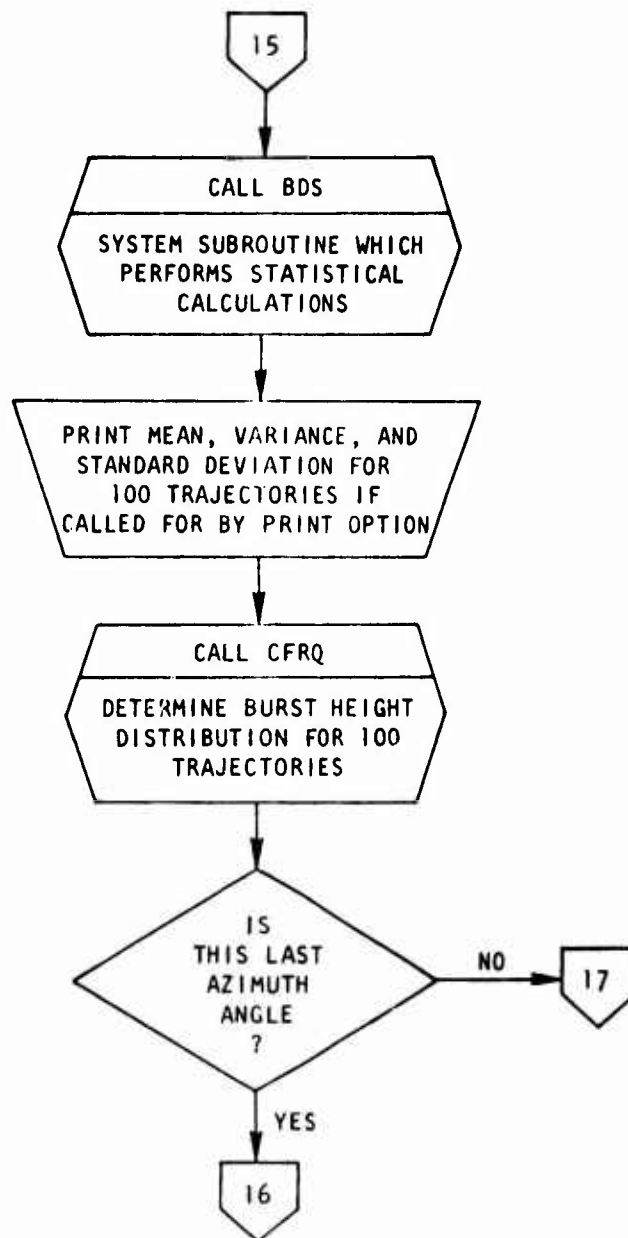 15
CALL BDS
SYSTEM SUBROUTINE WHICH
PERFORMS STATISTICAL
CALCULATIONS
PRINT MEAN, VARIANCE, AND
STANDARD DEVIATION FOR
100 TRAJECTORIES IF
CALLED FOR BY PRINT OPTION
CALL CFRQ
DETERMINE BURST HEIGHT
DISTRIBUTION FOR 100
TRAJECTORIES
IS
THIS LAST
AZIMUTH
ANGLE
?
NO
17
YES
16